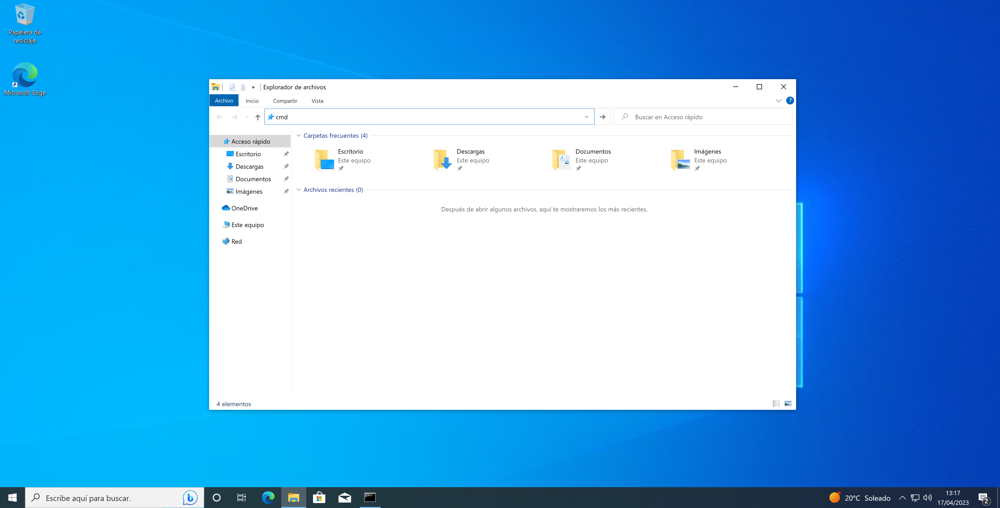 Papelera de
reciclaje
Microsoft Edge
Explorador de archivos
Archivo Inicio Compartir Vista
?
cmd
Buscar en Acceso rápido
Acceso rápido
Escritorio
Descargas
Documentos
Imágenes
OneDrive
Este equipo
Red
Carpetas frecuentes (4)
Escritorio
Este equipo
Descargas
Este equipo
Documentos
Este equipo
Imágenes
Este equipo
Archivos recientes (0)
Después de abrir algunos archivos, aquí te mostraremos los más recientes.
4 elementos
Escribe aquí para buscar.
20°C Soleado
13:17
17/04/2023
2